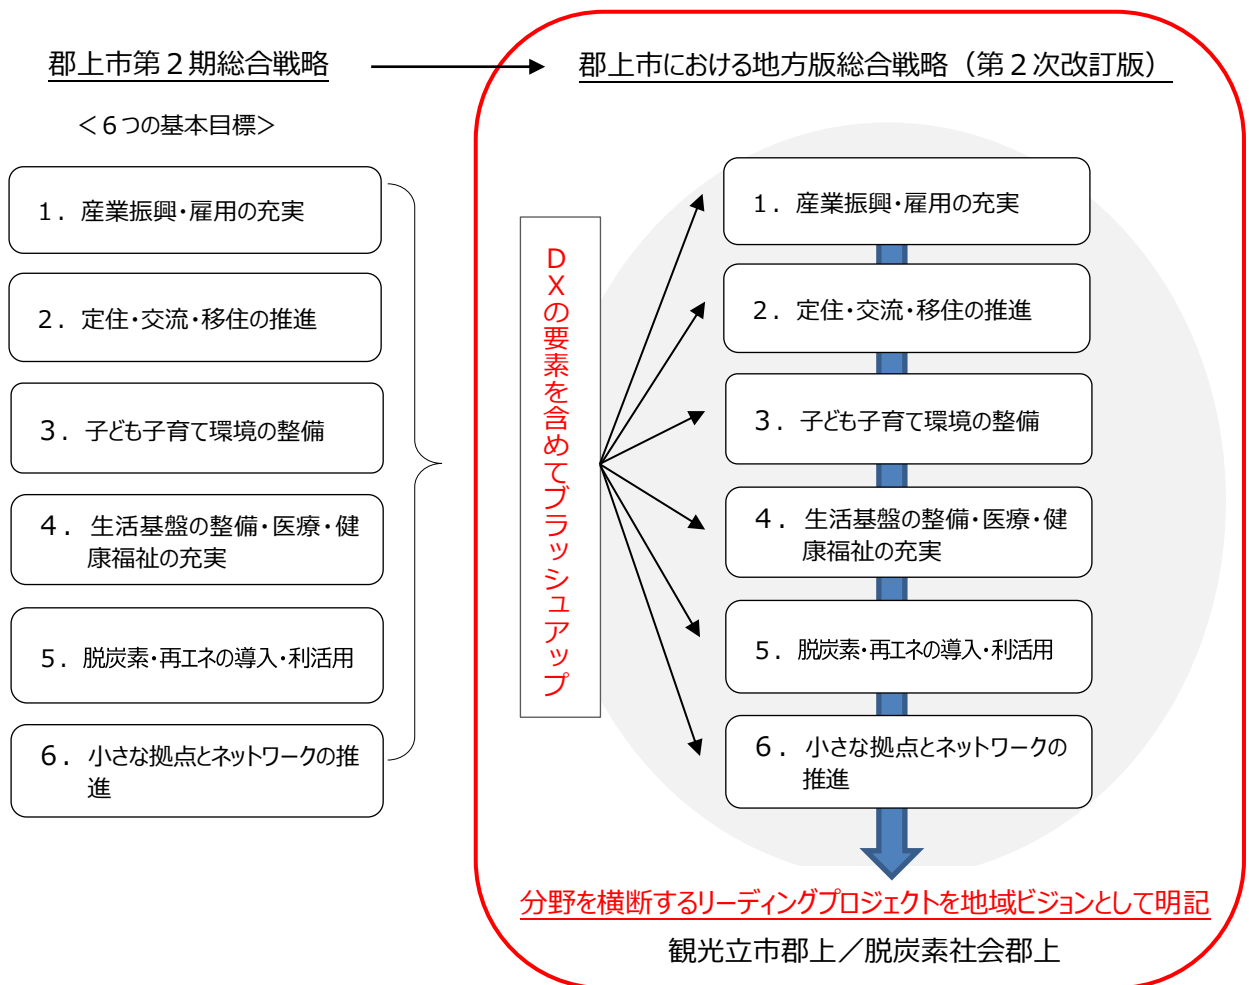 郡上市第２期総合戦略
郡上市における地方版総合戦略（第２次改訂版）
＜６つの基本目標＞
１．産業振興・雇用の充実
２．定住・交流・移住の推進
３．子ども子育て環境の整備
４．生活基盤の整備・医療・健
康福祉の充実
５．脱炭素・再エネの導入・利活用
６．小さな拠点とネットワークの推
進
DXの要素を含めてブラッシュアップ
１．産業振興・雇用の充実
２．定住・交流・移住の推進
３．子ども子育て環境の整備
４．生活基盤の整備・医療・健
康福祉の充実
５．脱炭素・再エネの導入・利活用
６．小さな拠点とネットワークの
推進
分野を横断するリーディングプロジェクトを地域ビジョンとして明記
観光立市郡上／脱炭素社会郡上